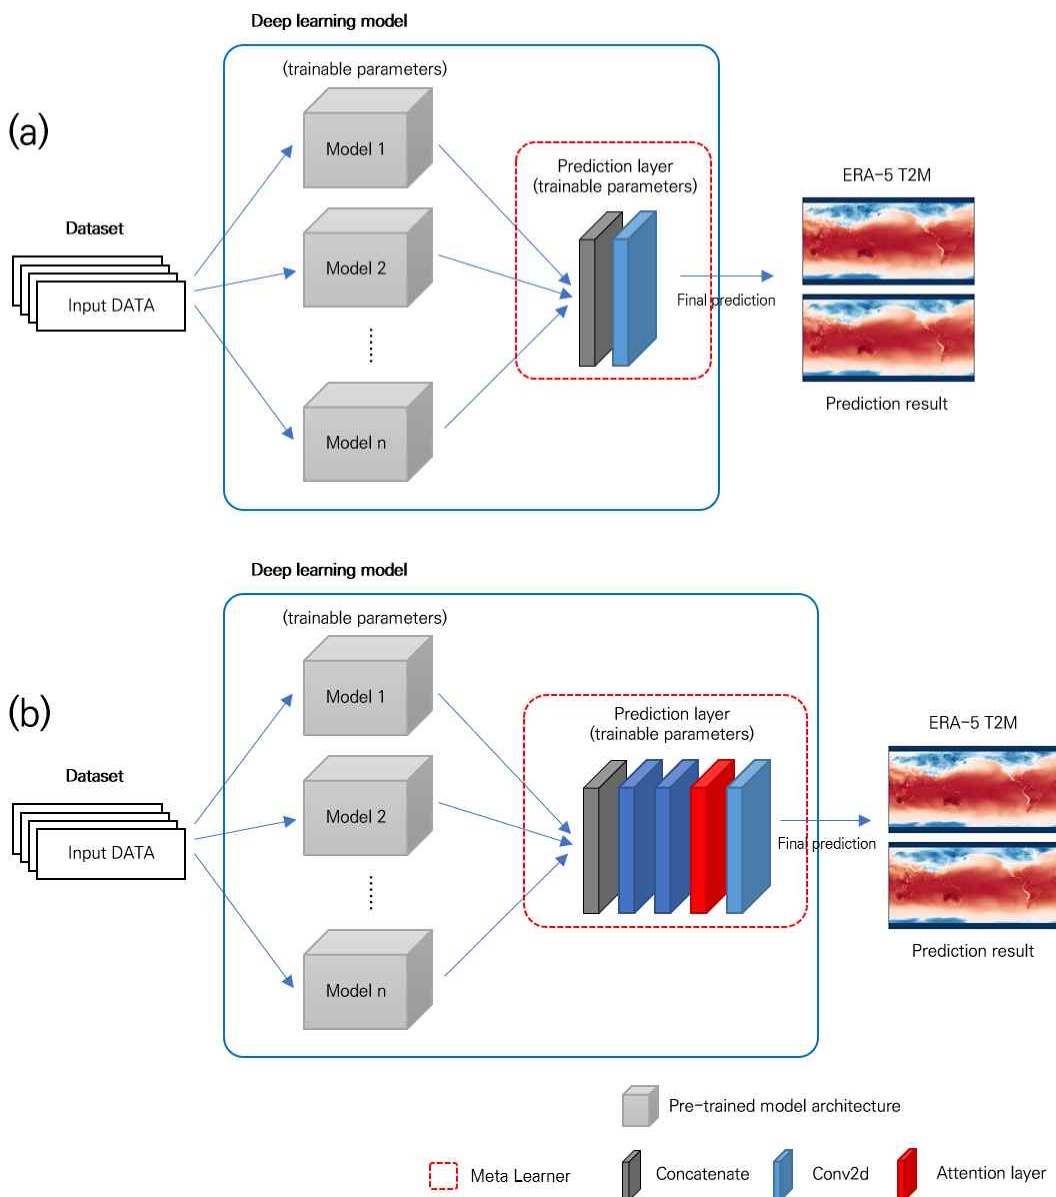 Deep learning model
(trainable parameters)
(a)
Model 1
Prediction layer
(trainable parameters)
ERA-5 T2M
Dataset
Model 2
Input DATA
Final prediction
Prediction result
Model n
Deep learning model
(trainable parameters)
(b)
Model 1
Prediction layer
(trainable parameters)
ERA-5 T2M
Dataset
Model 2
Input DATA
Final prediction
Prediction result
Model n
Pre-trained model architecture
Meta Learner
Concatenate
Conv2d
Attention layer